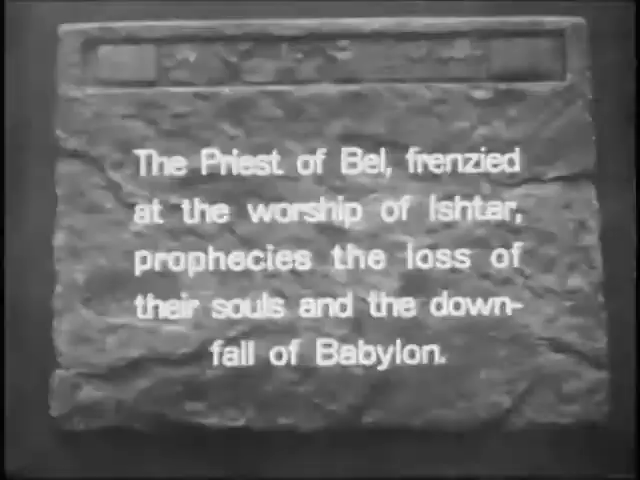 The Priest of Bel, frenzied
at the worship of Ishtar,
prophecies the loss of
their souls and the down-
fall of Babylon.